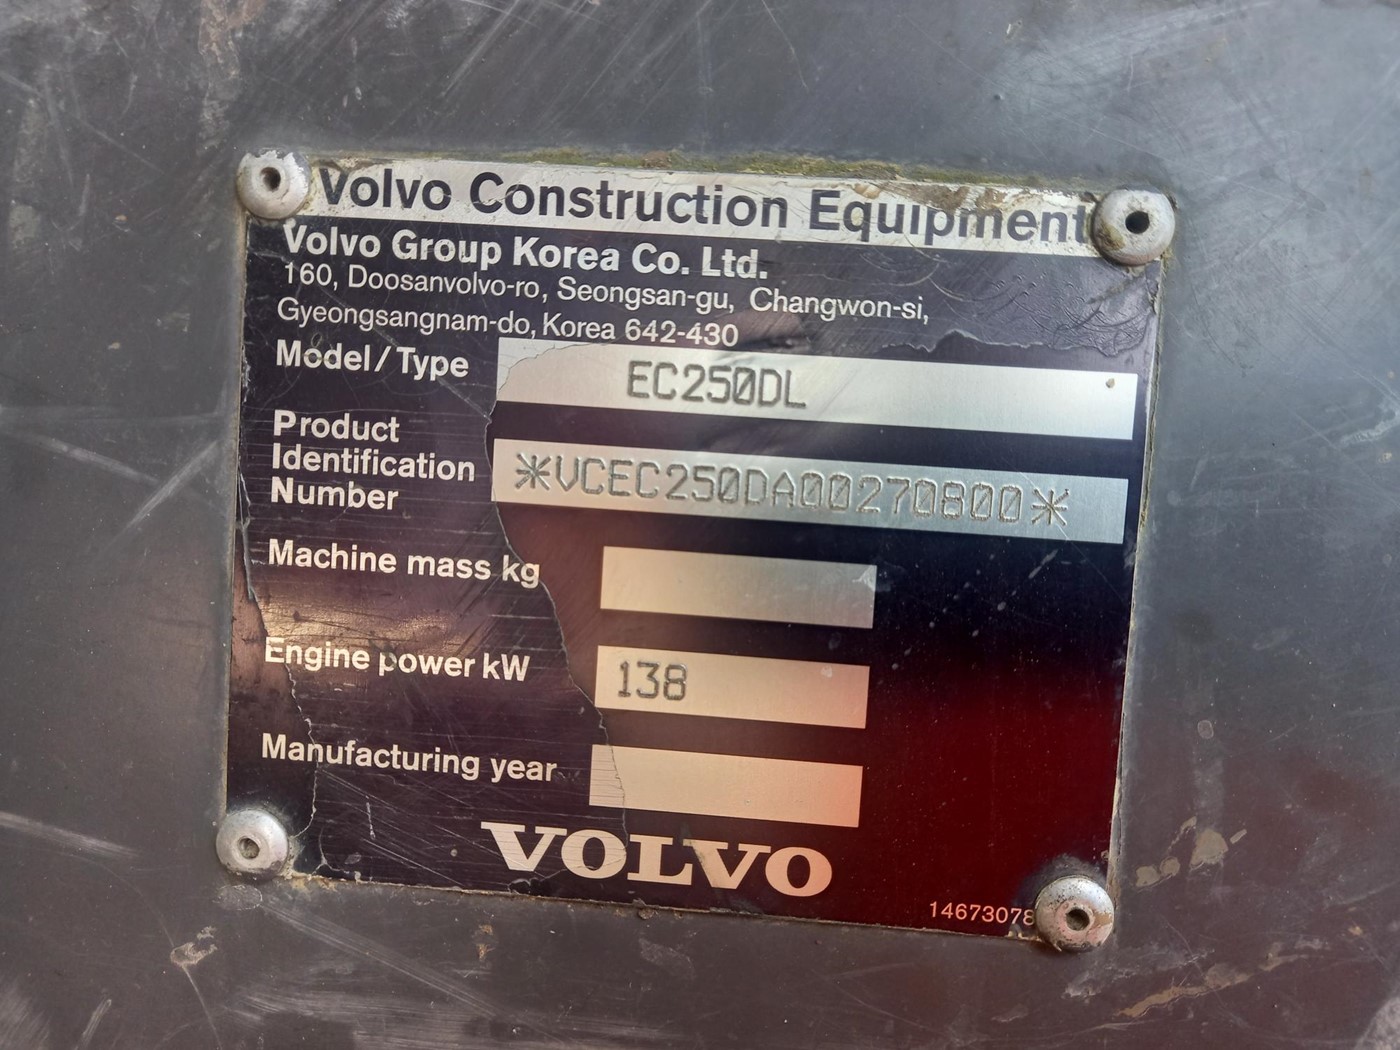 Volvo Construction Equipment
Volvo Group Korea Co. Ltd.
160, Doosanvolvo-ro, Seongsan-gu, Changwon-si,
Gyeongsangnam-do, Korea 642-430
Model/Type EC250DL
Product
Identification
Number *VCEC250DA00270800*
Machine mass kg
Engine power kW 138
Manufacturing year
VOLVO
14673078